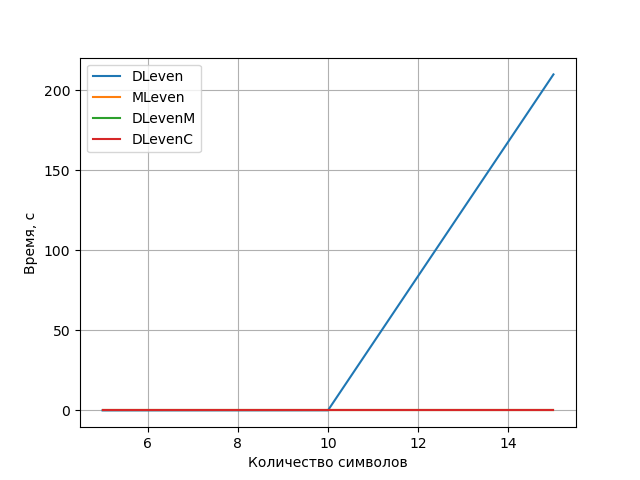 DLeven
MLeven
DLevenM
DLevenC
200
150
100
50
0
6 8 10 12 14
Время, с
Количество символов